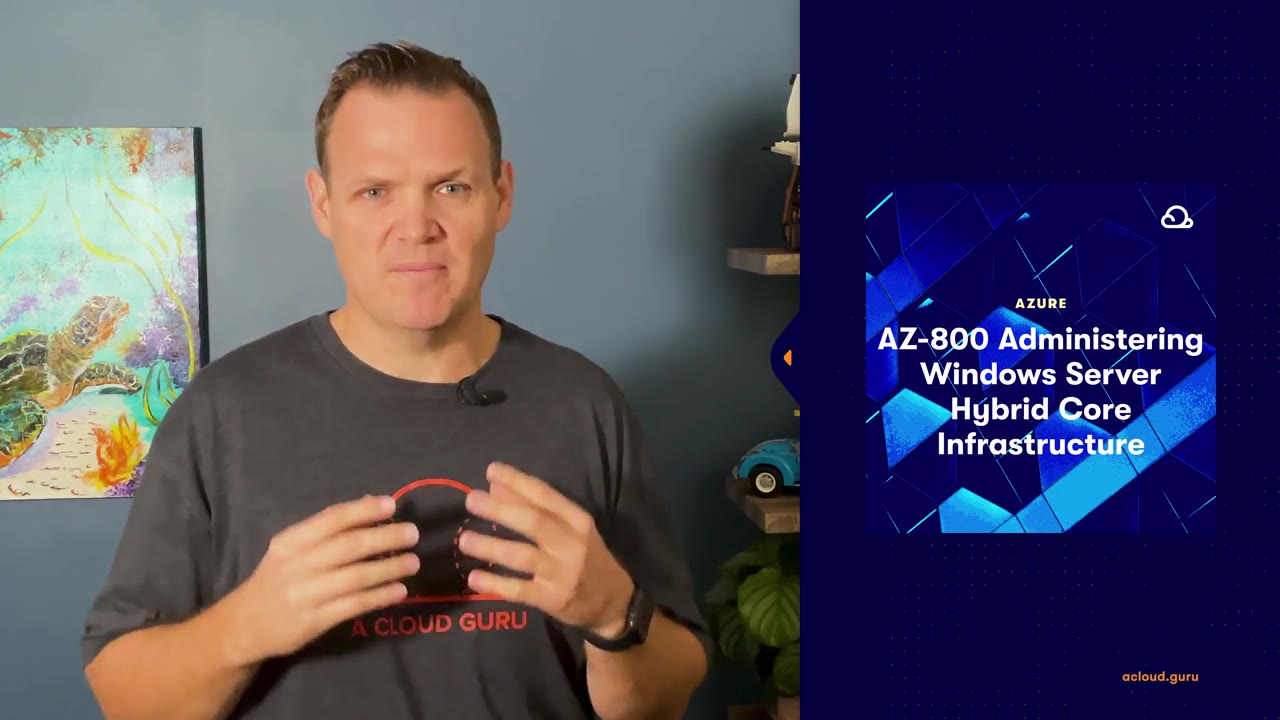 A CLOUD GURU
AZURE
AZ-800 Administering
Windows Server
Hybrid Core
Infrastructure
acloud.guru